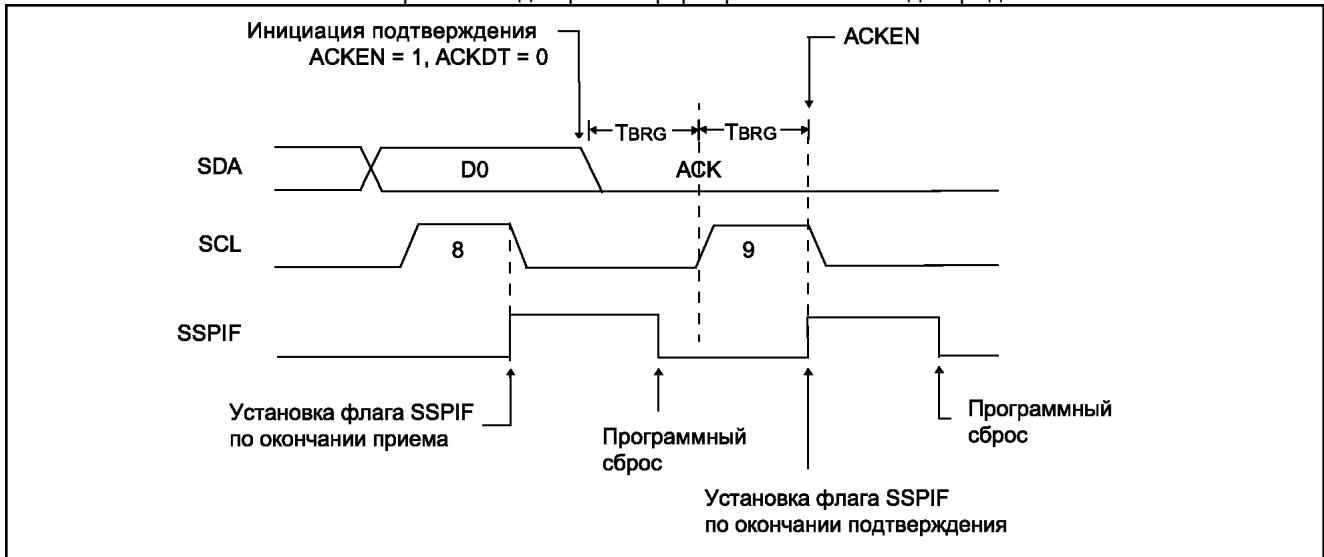 Инициация подтверждения
ACKEN = 1, ACKDT = 0
ACKEN
TBRG
TBRG
SDA
D0
ACK
SCL
8
9
SSPIF
Установка флага SSPIF
по окончании приема
Программный
сброс
Программный
сброс
Установка флага SSPIF
по окончании подтверждения